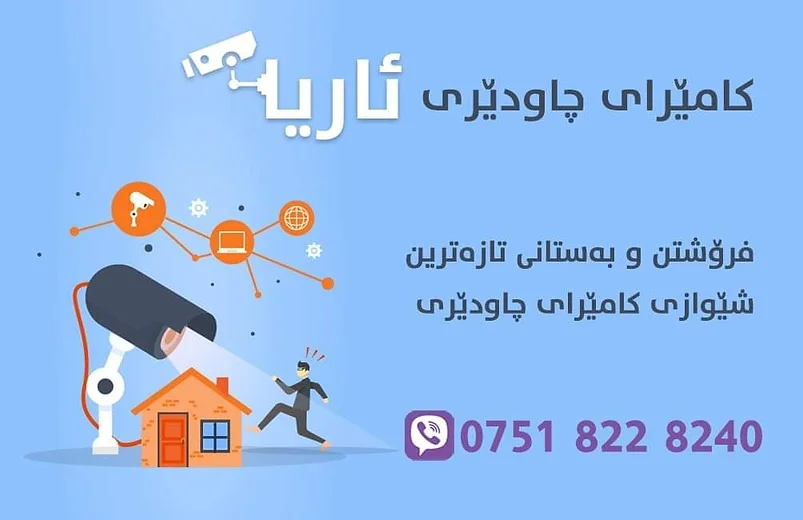 کامێرای چاودێری ئاریا
فرۆشتن و بەستانی تازەترین
شێوازی کامێرای چاودێری
0751 822 8240